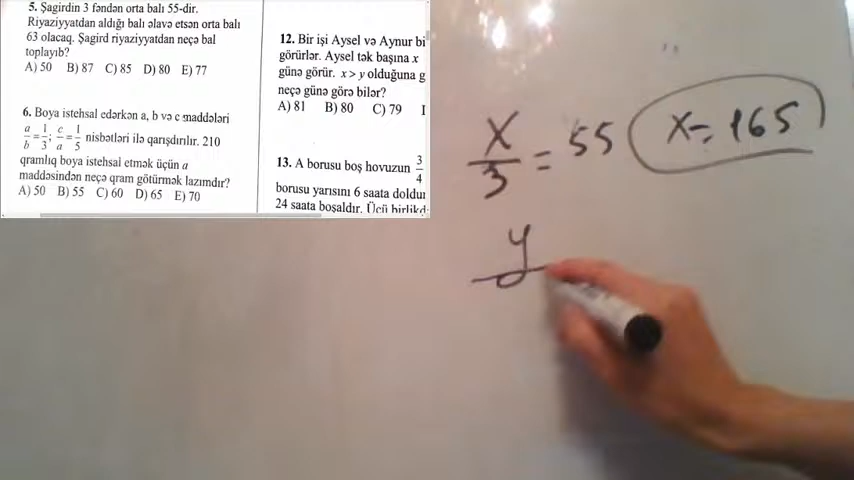 5. Şagirdin 3 fəndən orta balı 55-dir.
Riyaziyyatdan aldığı balı əlavə etsən orta balı
63 olacaq. Şagird riyaziyyatdan neçə bal
toplayıb?
A) 50 B) 87 C) 85 D) 80 E) 77
6. Boya istehsal edərkən a, b və c maddələri
a/b = 1/3; c/a = 1/5 nisbətləri ilə qarışdırılır. 210
qramlıq boya istehsal etmək üçün a
maddəsindən neçə qram götürmək lazımdır?
A) 50 B) 55 C) 60 D) 65 E) 70
12. Bir işi Aysel və Aynur bi
görürlər. Aysel tək başına x
günə görür. x > y olduğuna g
neçə günə görə bilər?
A) 81 B) 80 C) 79
13. A borusu boş hovuzun 3/4
borusu yarısını 6 saata doldu
24 saata boşaldır. Üçü birlikd
x/3 = 55 x = 165
y